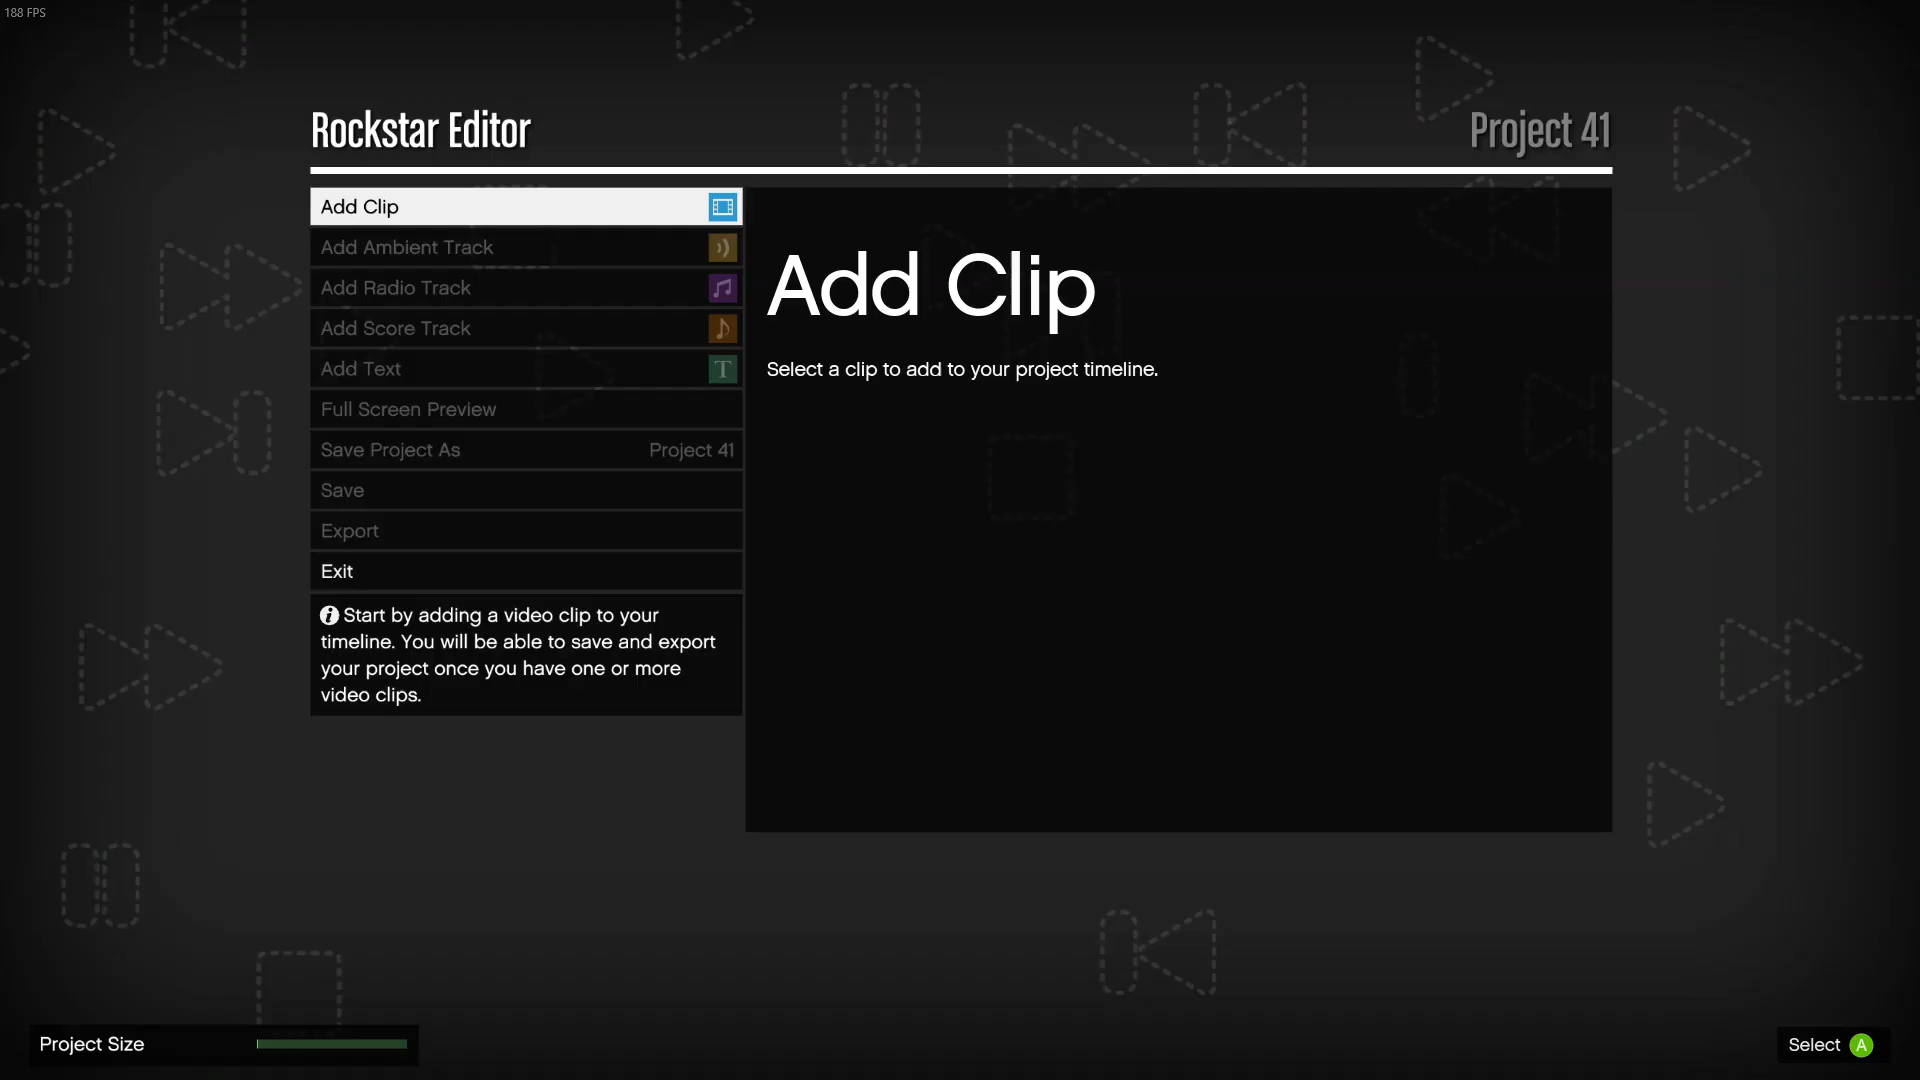 188 FPS
Rockstar Editor
Project 41
Add Clip
Add Ambient Track
Add Radio Track
Add Score Track
Add Text
T
Full Screen Preview
Save Project As
Project 41
Save
Export
Exit
Start by adding a video clip to your
timeline. You will be able to save and export
your project once you have one or more
video clips.
Add Clip
Select a clip to add to your project timeline.
Project Size
Select A